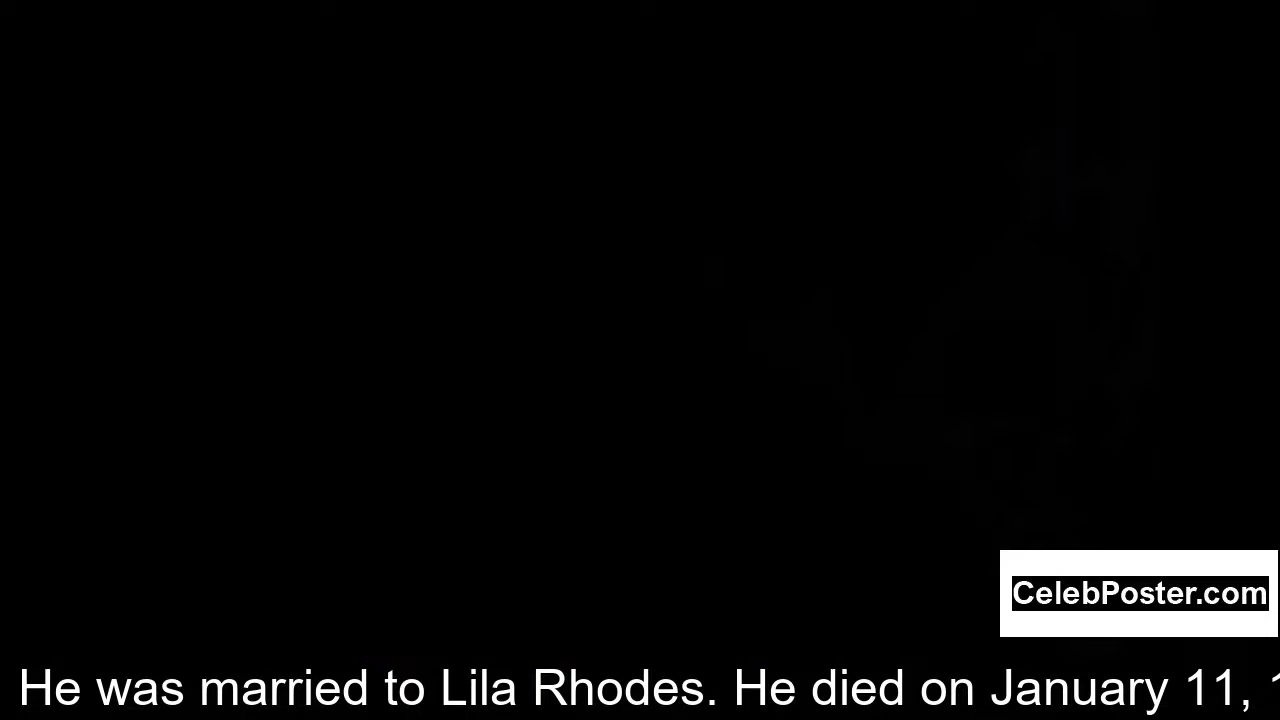 CelebPoster.com
He was married to Lila Rhodes. He died on January 11,